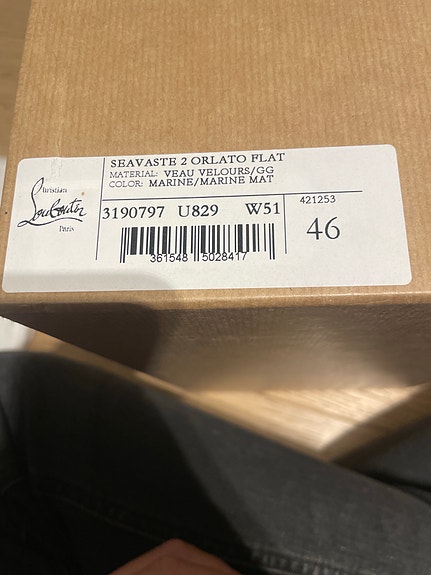 SEAVASTE 2 ORLATO FLAT
MATERIAL: VEAU VELOURS/GG
COLOR: MARINE/MARINE MAT
Christian
Louboutin
Paris
3190797 U829 W51
421253
46
361548 5028417